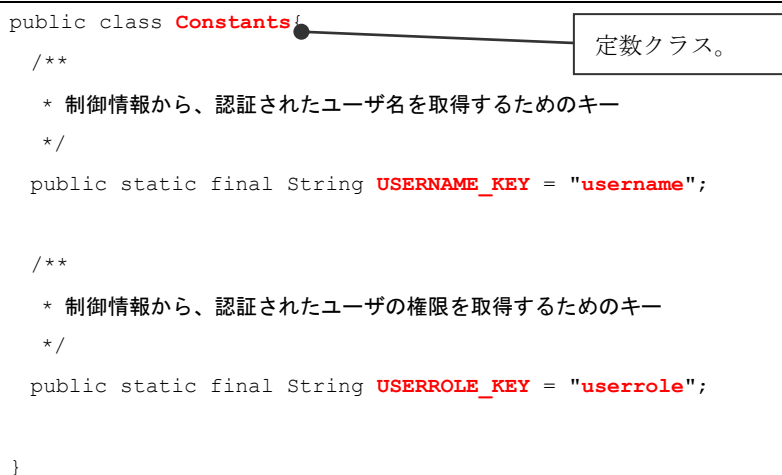 public class Constants{
定数クラス。
/**
* 制御情報から、認証されたユーザ名を取得するためのキー
*/
public static final String USERNAME_KEY = "username";
/**
* 制御情報から、認証されたユーザの権限を取得するためのキー
*/
public static final String USERROLE_KEY = "userrole";
}